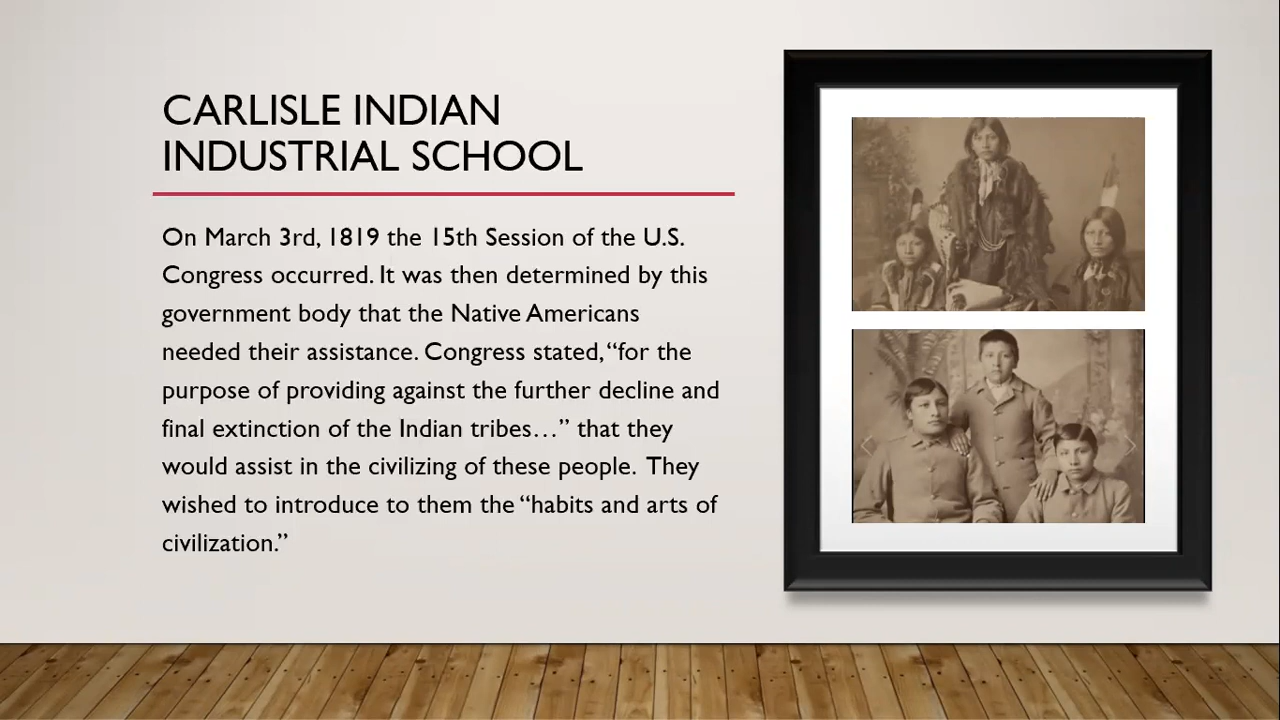 CARLISLE INDIAN
INDUSTRIAL SCHOOL
On March 3rd, 1819 the 15th Session of the U.S.
Congress occurred. It was then determined by this
government body that the Native Americans
needed their assistance. Congress stated, “for the
purpose of providing against the further decline and
final extinction of the Indian tribes…” that they
would assist in the civilizing of these people.  They
wished to introduce to them the “habits and arts of
civilization.”